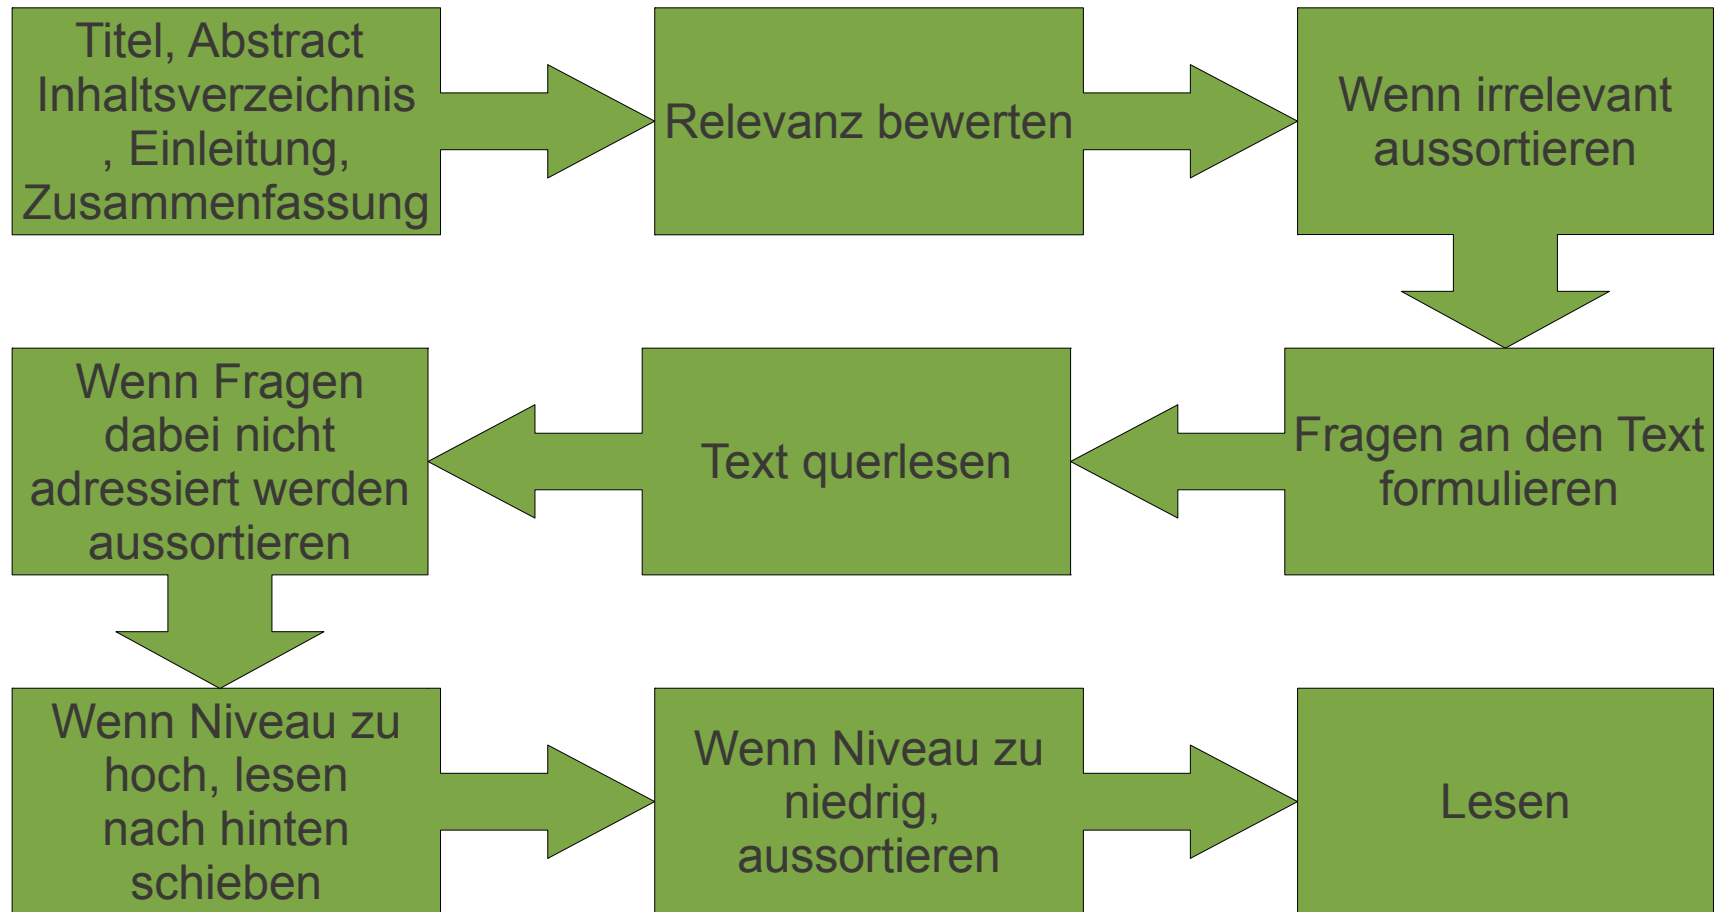 Titel, Abstract
Inhaltsverzeichnis
, Einleitung,
Zusammenfassung
Relevanz bewerten
Wenn irrelevant
aussortieren
Fragen an den Text
formulieren
Text querlesen
Wenn Fragen
dabei nicht
adressiert werden
aussortieren
Wenn Niveau zu
hoch, lesen
nach hinten
schieben
Wenn Niveau zu
niedrig,
aussortieren
Lesen